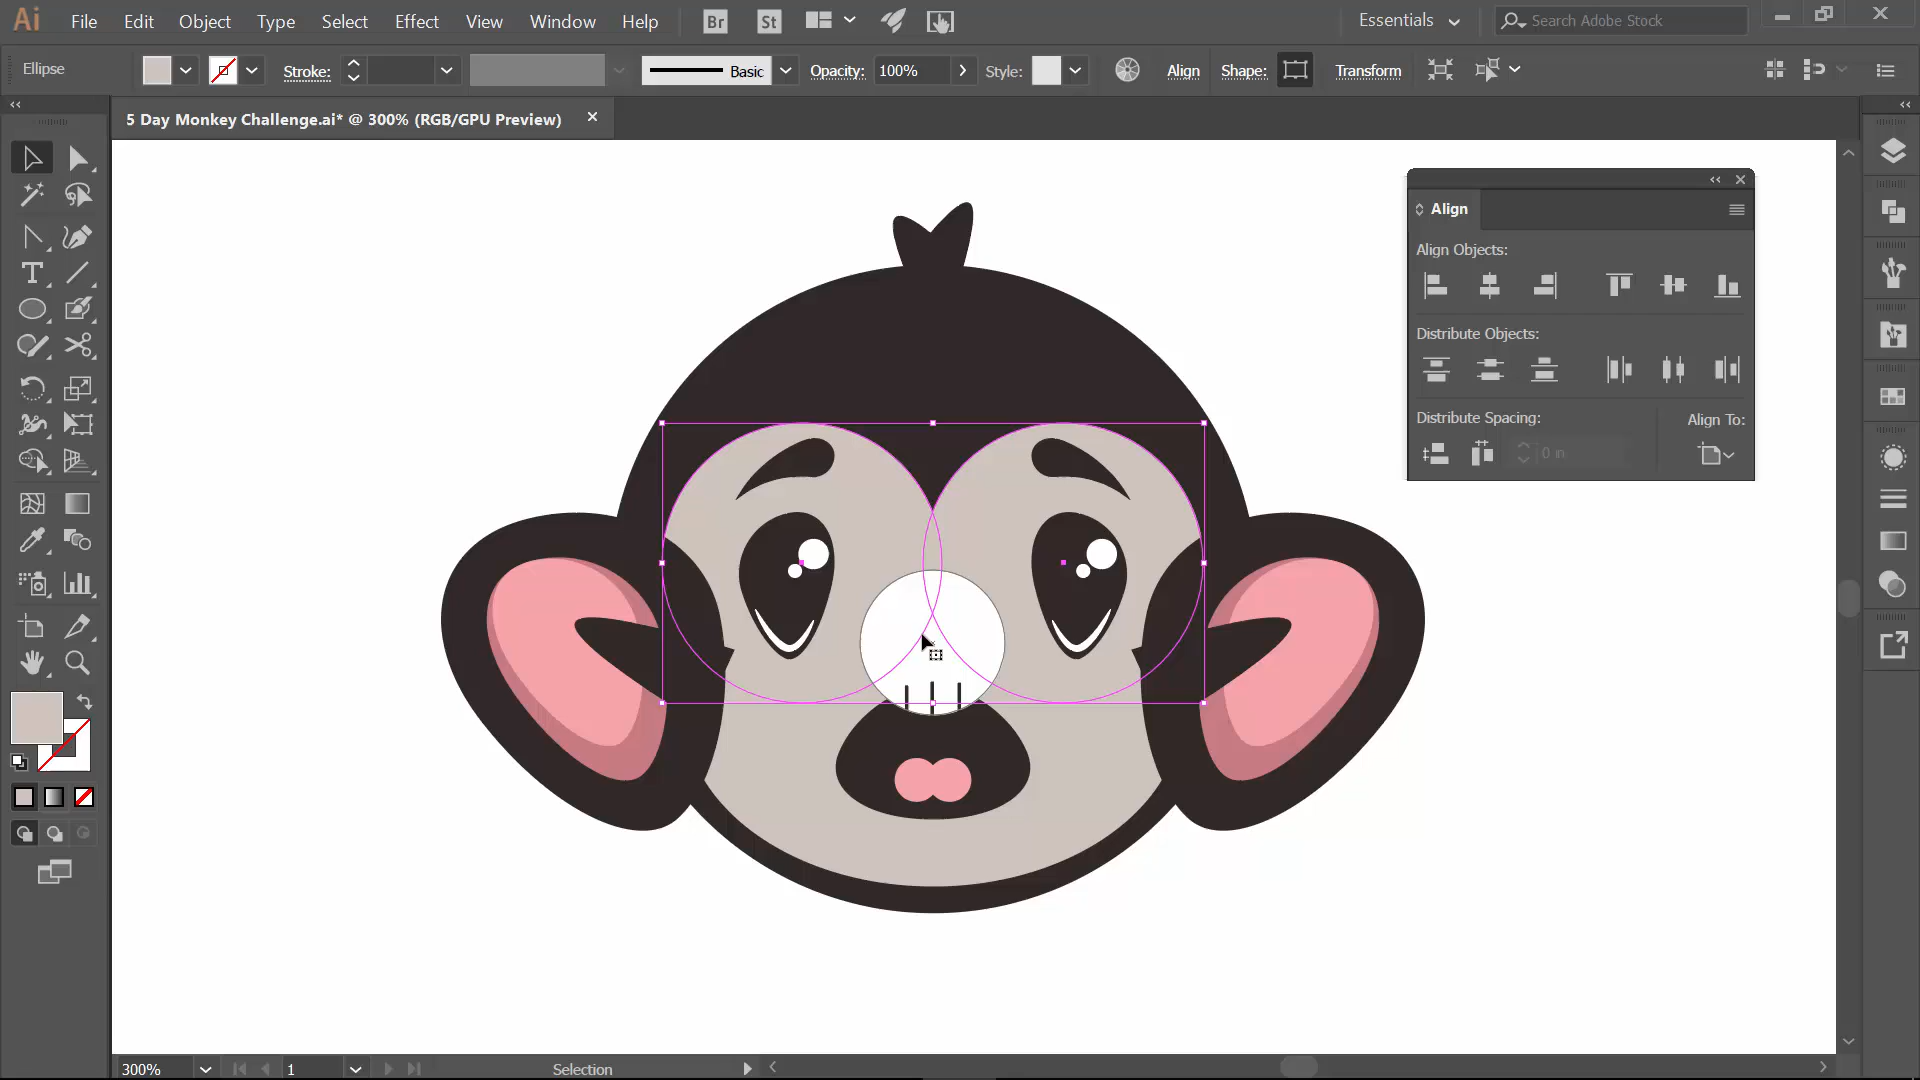 Ai File Edit Object Type Select Effect View Window Help Br St Essentials Search Adobe Stock
Ellipse Stroke: Basic Opacity: 100% Style: Align Shape: Transform
5 Day Monkey Challenge.ai* @ 300% (RGB/GPU Preview)
Align
Align Objects:
Distribute Objects:
Distribute Spacing: Align To:
0 in
300% 1 Selection